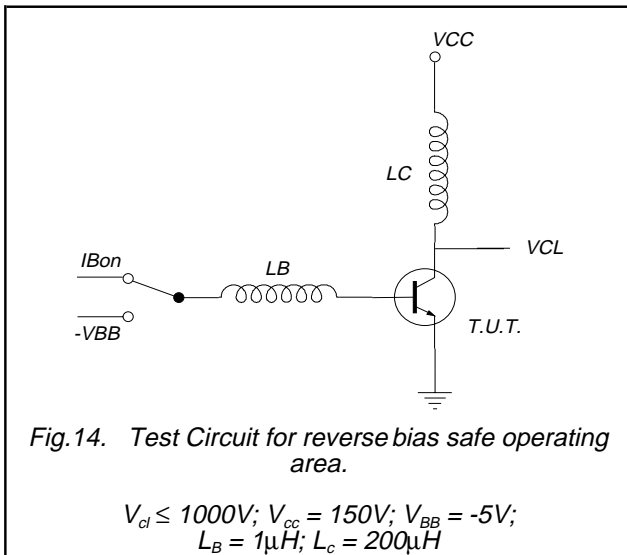 VCC
LC
IBon
LB
VCL
-VBB
T.U.T.
Fig.14. Test Circuit for reverse bias safe operating
area.
Vcl ≤ 1000V; Vcc = 150V; VBB = -5V;
LB = 1μH; Lc = 200μH